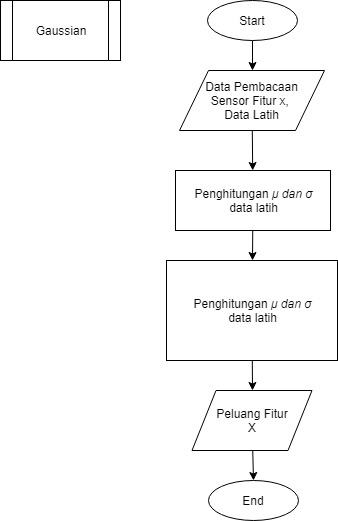 Gaussian
Start
Data Pembacaan
Sensor Fitur x,
Data Latih
Penghitungan μ dan σ
data latih
Penghitungan μ dan σ
data latih
Peluang Fitur
X
End